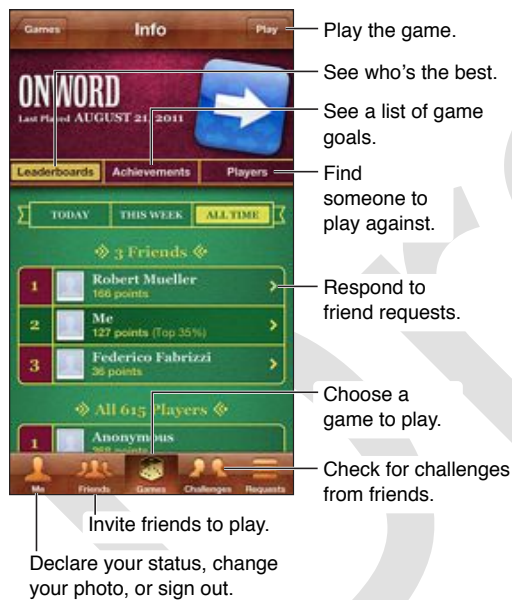 Games Info Play
Play the game.
ONWORD
Last Played AUGUST 21, 2011
See who's the best.
See a list of game
goals.
Leaderboards Achievements Players
Find
someone to
play against.
TODAY THIS WEEK ALL TIME
3 Friends
1 Robert Mueller
166 points
Respond to
friend requests.
2 Me
127 points (Top 35%)
3 Federico Fabrizzi
36 points
All 615 Players
Choose a
game to play.
1 Anonymous
points
Me Friends Games Challenges Requests
Check for challenges
from friends.
Invite friends to play.
Declare your status, change
your photo, or sign out.